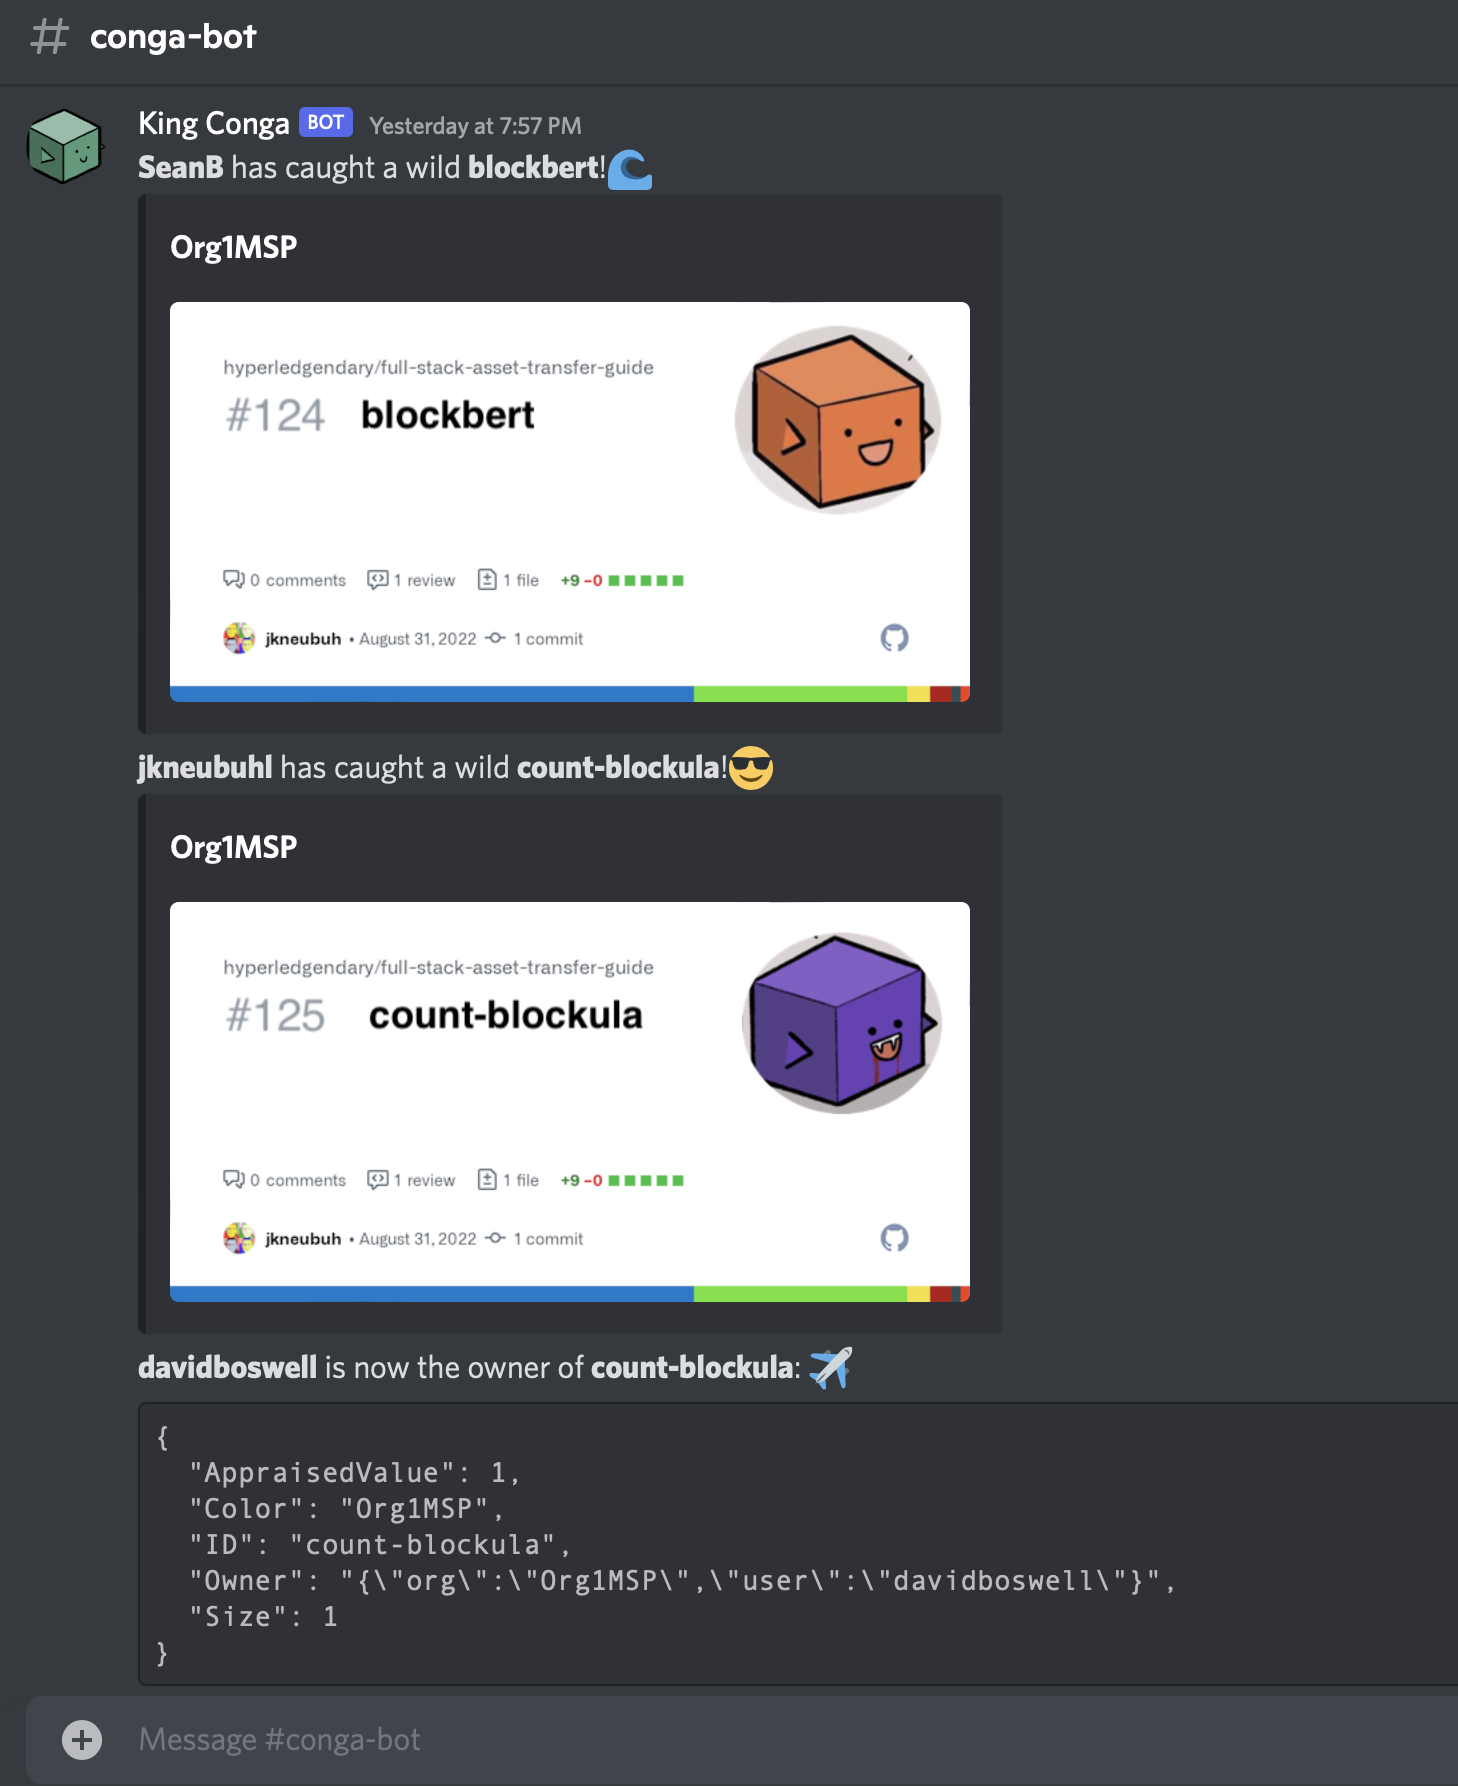 # conga-bot
King Conga BOT Yesterday at 7:57 PM
SeanB has caught a wild blockbert!🌊
Org1MSP
hyperledgendary/full-stack-asset-transfer-guide
#124 blockbert
0 comments 1 review 1 file +9 −0
jkneubuh • August 31, 2022 1 commit
jkneubuhl has caught a wild count-blockula!😎
Org1MSP
hyperledgendary/full-stack-asset-transfer-guide
#125 count-blockula
0 comments 1 review 1 file +9 −0
jkneubuh • August 31, 2022 1 commit
davidboswell is now the owner of count-blockula: ✈️
{
  "AppraisedValue": 1,
  "Color": "Org1MSP",
  "ID": "count-blockula",
  "Owner": "{\"org\":\"Org1MSP\",\"user\":\"davidboswell\"}",
  "Size": 1
}
Message #conga-bot